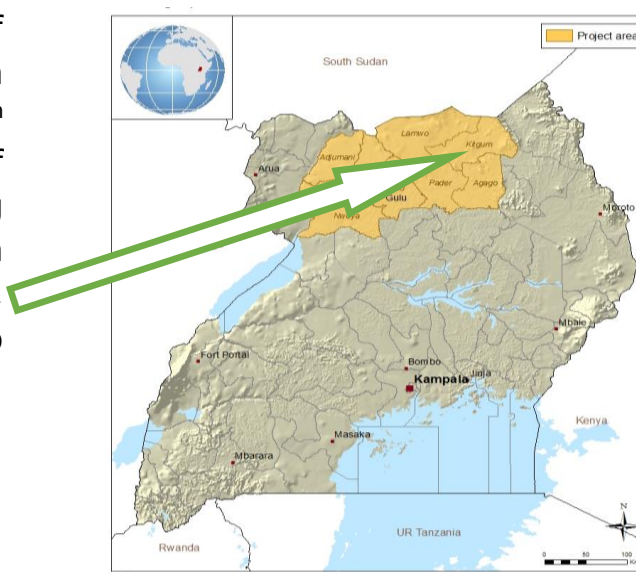 Project area
South Sudan
Lamwo
Kitgum
Adjumani
Arua
Pader
Agago
Gulu
Nwoya
Moroto
Mbale
Fort Portal
Bombo
Kampala
Jinja
Masaka
Kenya
Mbarara
UR Tanzania
Rwanda
N
0 50 100